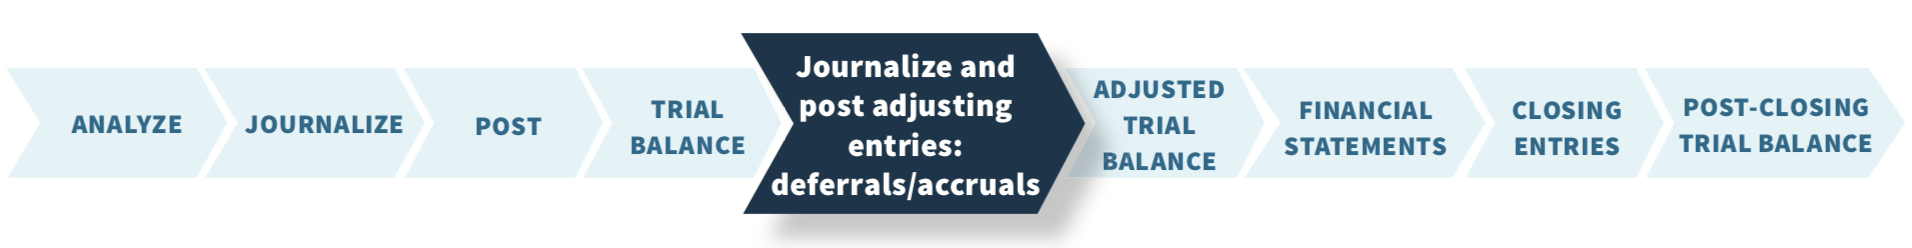 ANALYZE
JOURNALIZE
POST
TRIAL
BALANCE
Journalize and
post adjusting
entries:
deferrals/accruals
ADJUSTED
TRIAL
BALANCE
FINANCIAL
STATEMENTS
CLOSING
ENTRIES
POST-CLOSING
TRIAL BALANCE